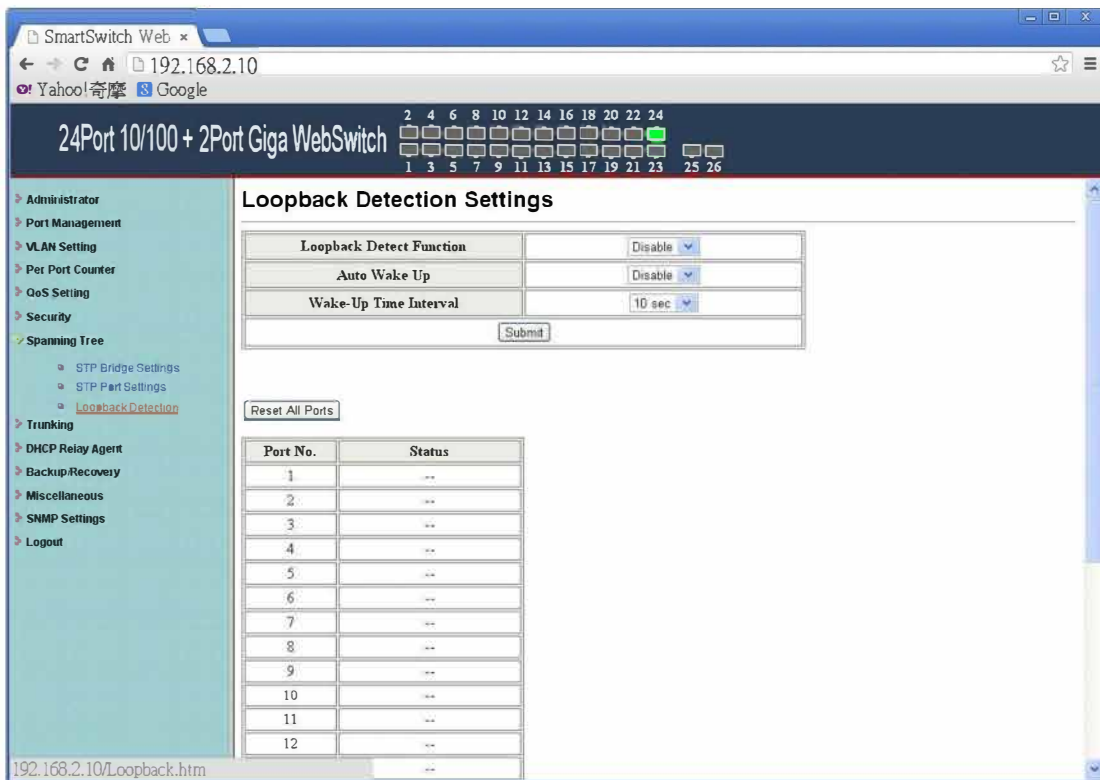 SmartSwitch Web ×
192.168.2.10
Yahoo!奇摩 Google
24Port 10/100 + 2Port Giga WebSwitch
2 4 6 8 10 12 14 16 18 20 22 24
1 3 5 7 9 11 13 15 17 19 21 23 25 26
Administrator
Port Management
VLAN Setting
Per Port Counter
QoS Setting
Security
Spanning Tree
STP Bridge Settings
STP Port Settings
Loopback Detection
Trunking
DHCP Relay Agent
Backup/Recovery
Miscellaneous
SNMP Settings
Logout
Loopback Detection Settings
Loopback Detect Function Disable
Auto Wake Up Disable
Wake-Up Time Interval 10 sec
Submit
Reset All Ports
Port No. Status
1 --
2 --
3 --
4 --
5 --
6 --
7 --
8 --
9 --
10 --
11 --
12 --
--
192.168.2.10/Loopback.htm